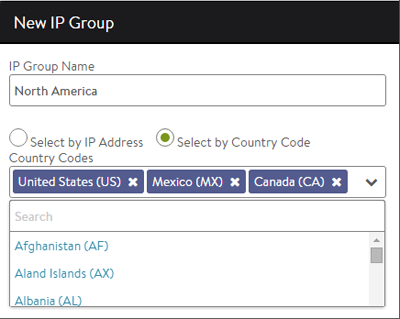 New IP Group
IP Group Name
North America
Select by IP Address Select by Country Code
Country Codes
United States (US) ✖ Mexico (MX) ✖ Canada (CA) ✖
Search
Afghanistan (AF)
Aland Islands (AX)
Albania (AL)